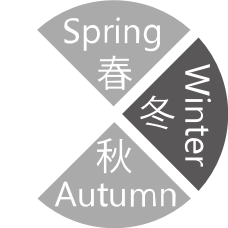 Spring
春
Winter
冬
秋
Autumn